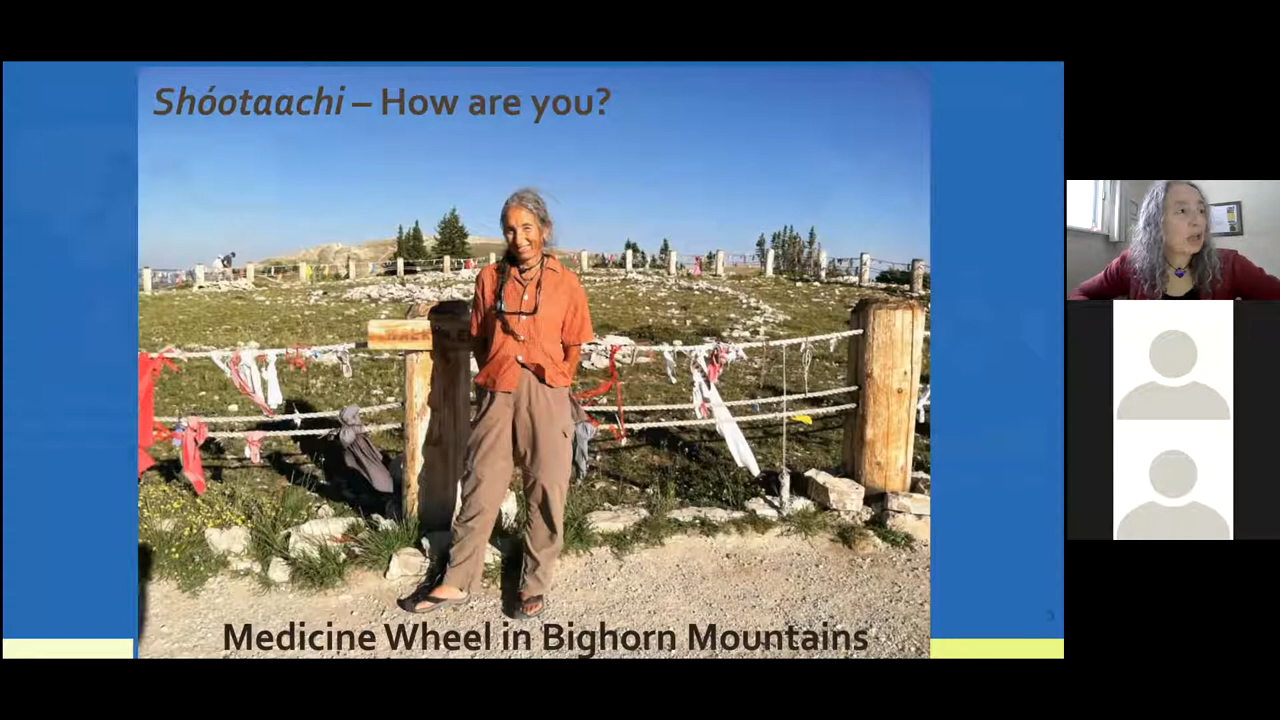 Shóotaachi – How are you?
Medicine Wheel in Bighorn Mountains